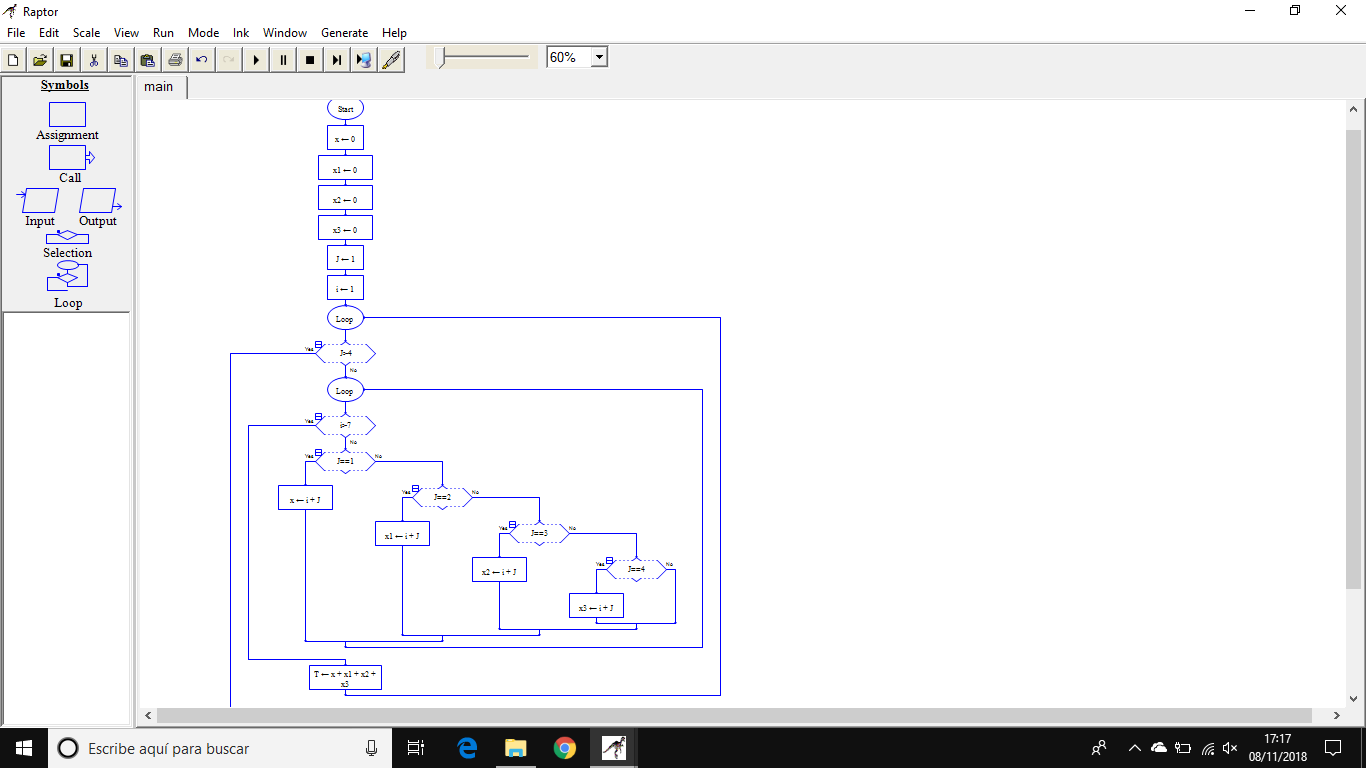 Raptor
File Edit Scale View Run Mode Ink Window Generate Help
60%
Symbols
Assignment
Call
Input Output
Selection
Loop
main
Start
x ← 0
x1 ← 0
x2 ← 0
x3 ← 0
J ← 1
i ← 1
Loop
Yes J>4
No
Loop
Yes i>7
No
Yes J==1 No
x ← i + J
Yes J==2 No
x1 ← i + J
Yes J==3 No
x2 ← i + J
Yes J==4 No
x3 ← i + J
T ← x + x1 + x2 +
x3
Escribe aquí para buscar
17:17
08/11/2018